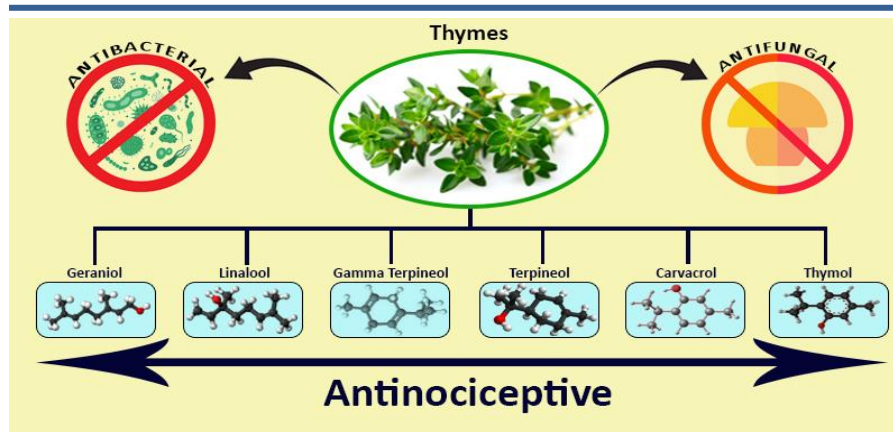 Thymes
ANTIBACTERIAL
ANTIFUNGAL
Geraniol
Linalool
Gamma Terpineol
Terpineol
Carvacrol
Thymol
Antinociceptive